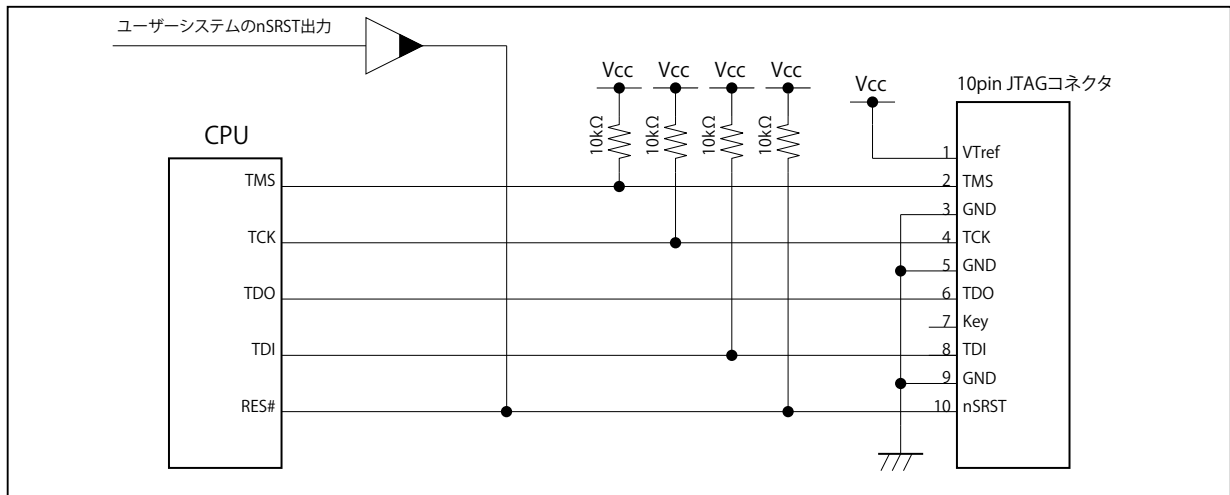 ユーザーシステムのnSRST出力
Vcc
Vcc
Vcc
Vcc
Vcc
10pin JTAGコネクタ
10kΩ
10kΩ
10kΩ
10kΩ
CPU
TMS
TCK
TDO
TDI
RES#
1 VTref
2 TMS
3 GND
4 TCK
5 GND
6 TDO
7 Key
8 TDI
9 GND
10 nSRST